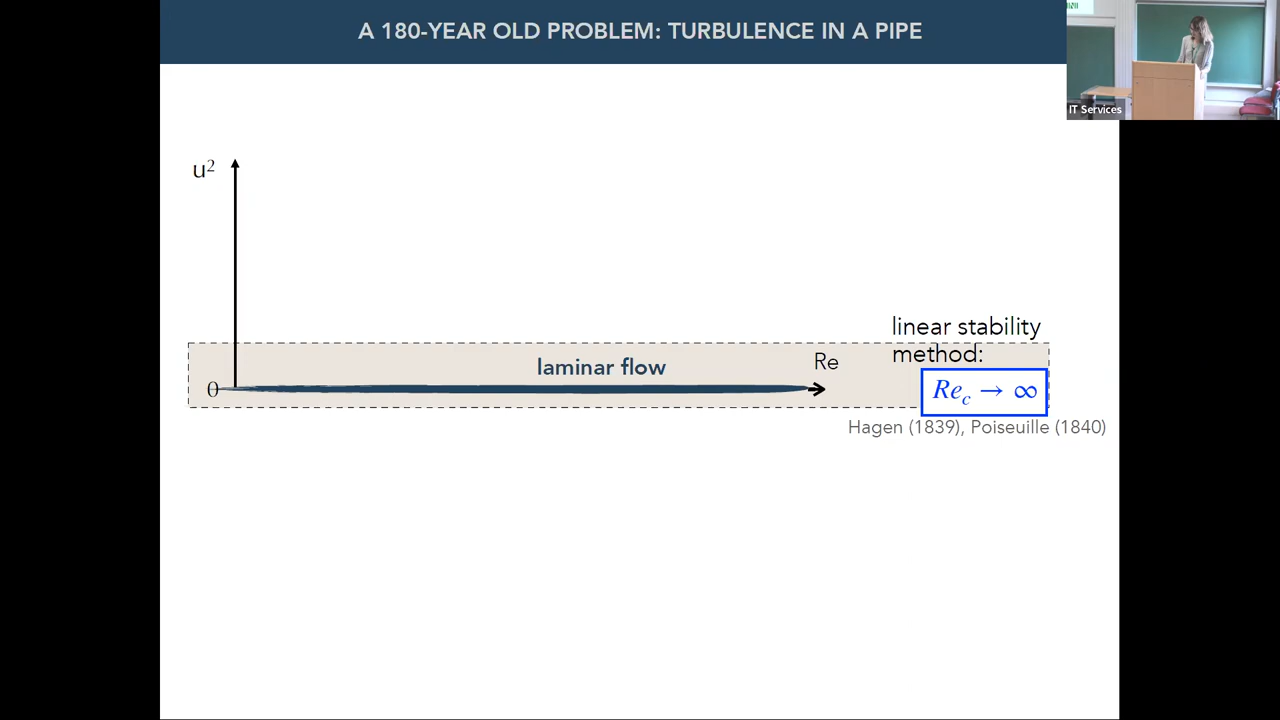 A 180-YEAR OLD PROBLEM: TURBULENCE IN A PIPE
IT Services
u²
linear stability
method:
laminar flow
Re
0
Re_c → ∞
Hagen (1839), Poiseuille (1840)